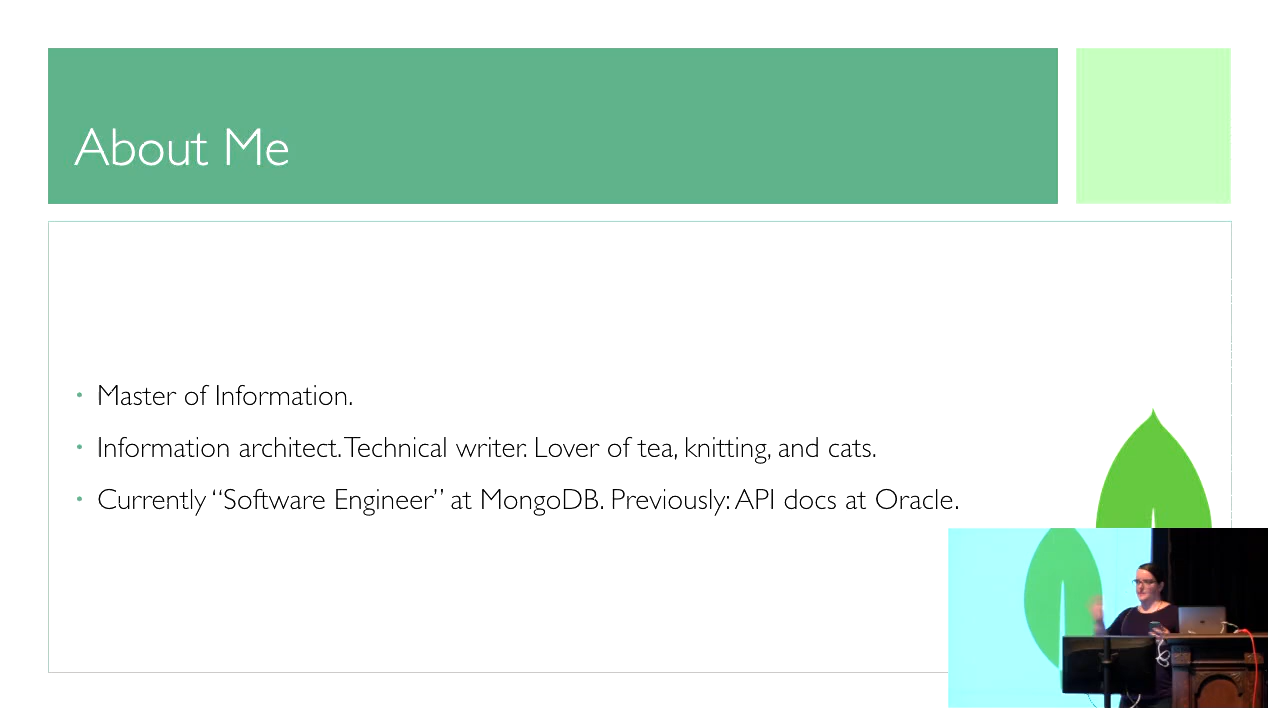 About Me
• Master of Information.
• Information architect. Technical writer. Lover of tea, knitting, and cats.
• Currently “Software Engineer” at MongoDB. Previously: API docs at Oracle.